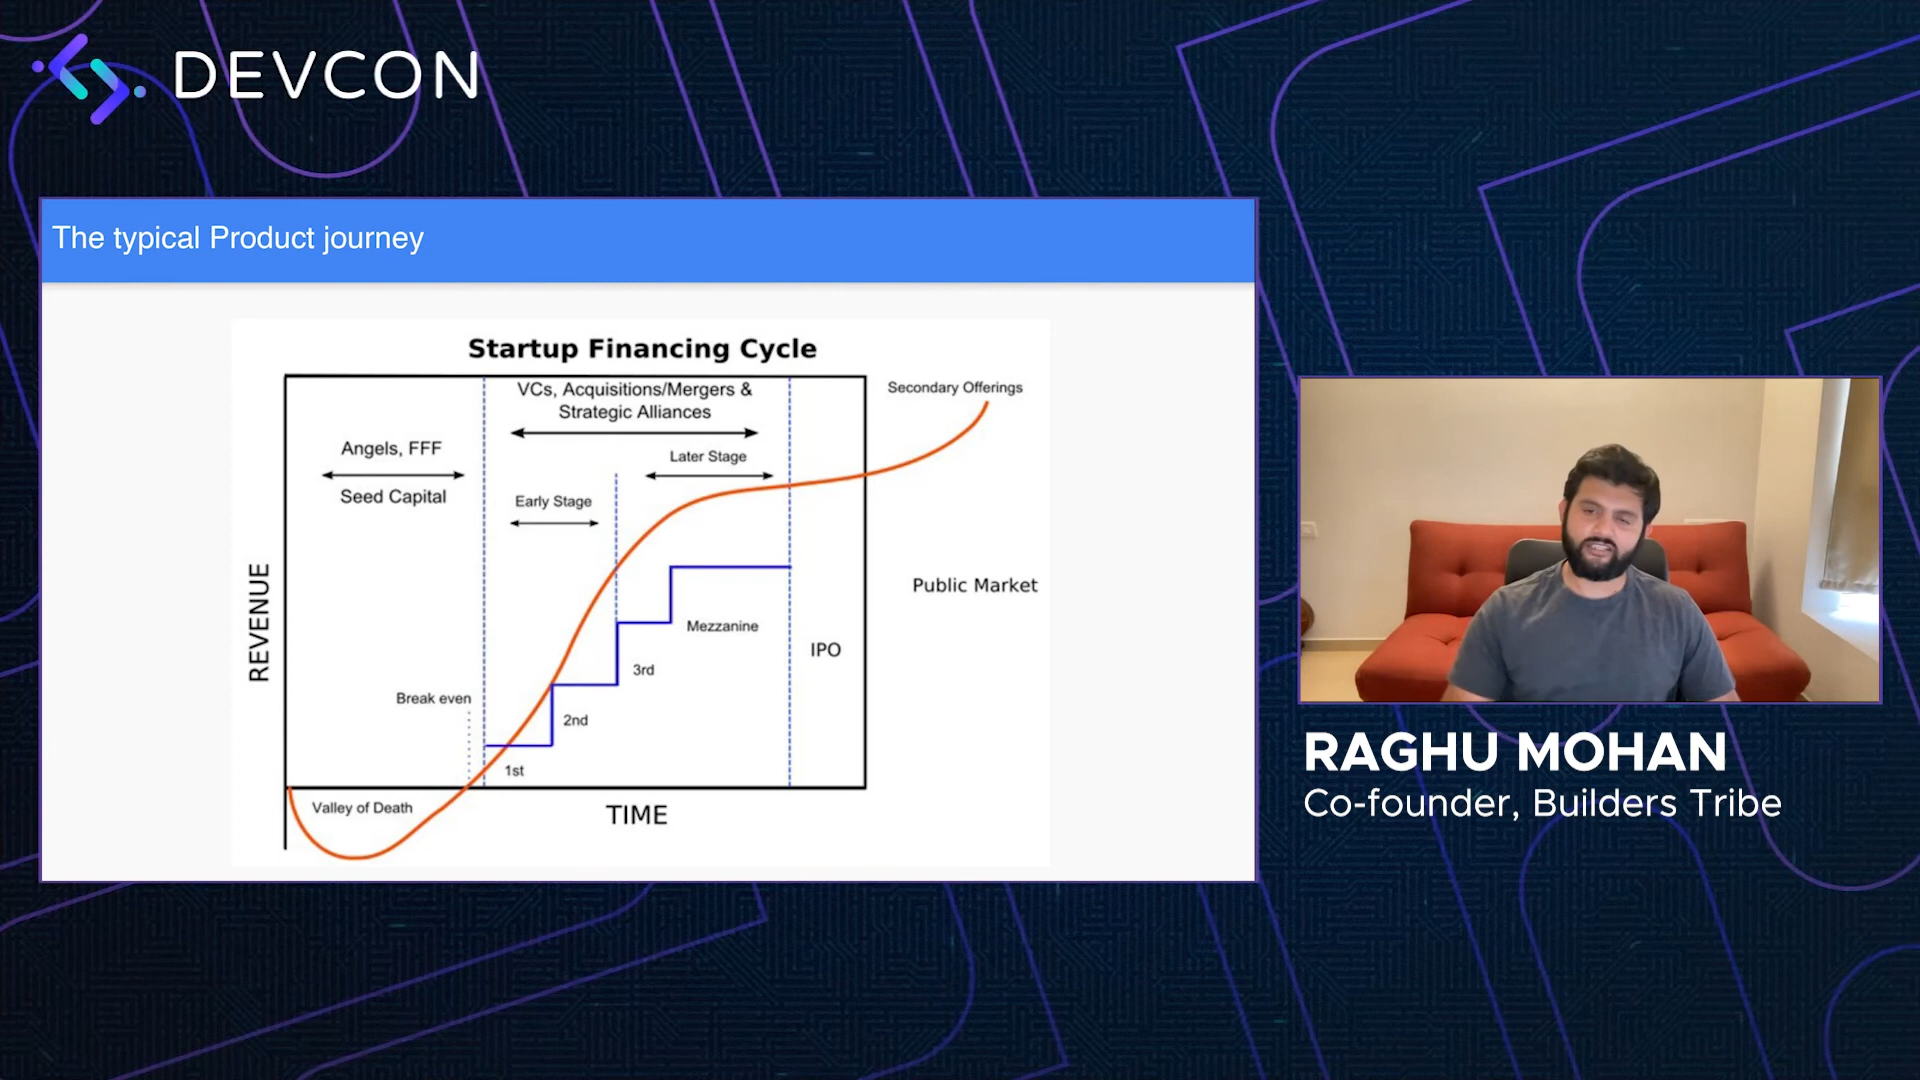 DEVCON
The typical Product journey
Startup Financing Cycle
VCs, Acquisitions/Mergers &
Strategic Alliances
Secondary Offerings
Angels, FFF
Later Stage
Seed Capital
Early Stage
REVENUE
Public Market
Mezzanine
IPO
3rd
Break even
2nd
1st
Valley of Death
TIME
RAGHU MOHAN
Co-founder, Builders Tribe